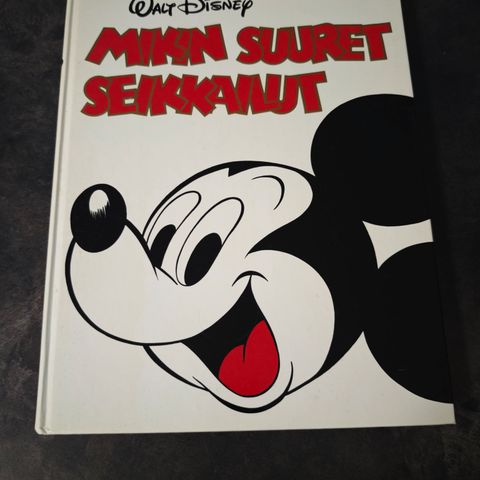 WALT DISNEY
MIKIN SUURET
SEIKKAILUT